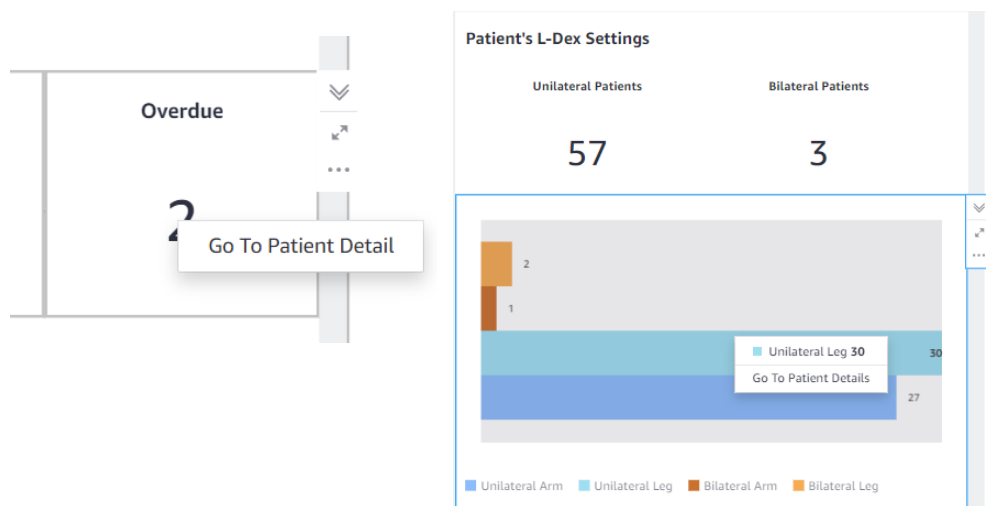 Overdue
2
Go To Patient Detail
Patient's L-Dex Settings
Unilateral Patients
Bilateral Patients
57
3
2
1
Unilateral Leg 30
30
Go To Patient Details
27
Unilateral Arm Unilateral Leg Bilateral Arm Bilateral Leg